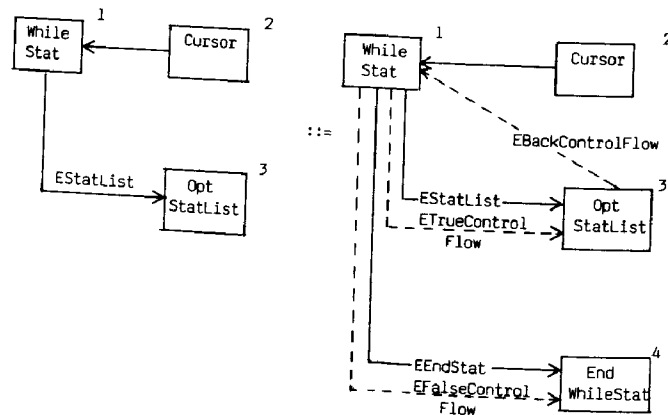 1
2
While
Stat
Cursor
3
EStatList
Opt
StatList
::=
1
2
While
Stat
Cursor
EBackControlFlow
3
EStatList
Opt
StatList
ETrueControl
Flow
4
EEndStat
End
WhileStat
EFalseControl
Flow